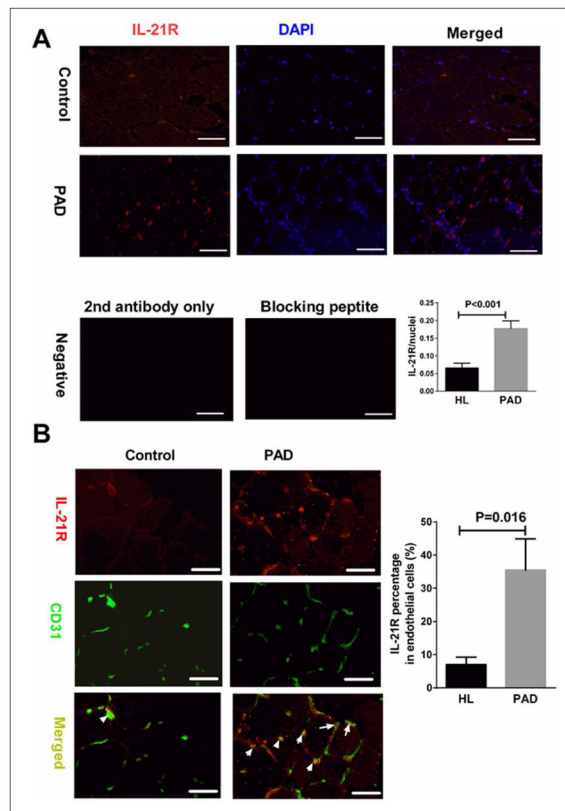 A
IL-21R
DAPI
Merged
Control
PAD
Negative
2nd antibody only
Blocking peptite
P<0.001
IL-21R/nuclei
0.25
0.20
0.15
0.10
0.05
0.00
HL
PAD
B
Control
PAD
IL-21R
CD31
Merged
P=0.016
IL-21R percentage
in endothelial cells (%)
50
40
30
20
10
0
HL
PAD